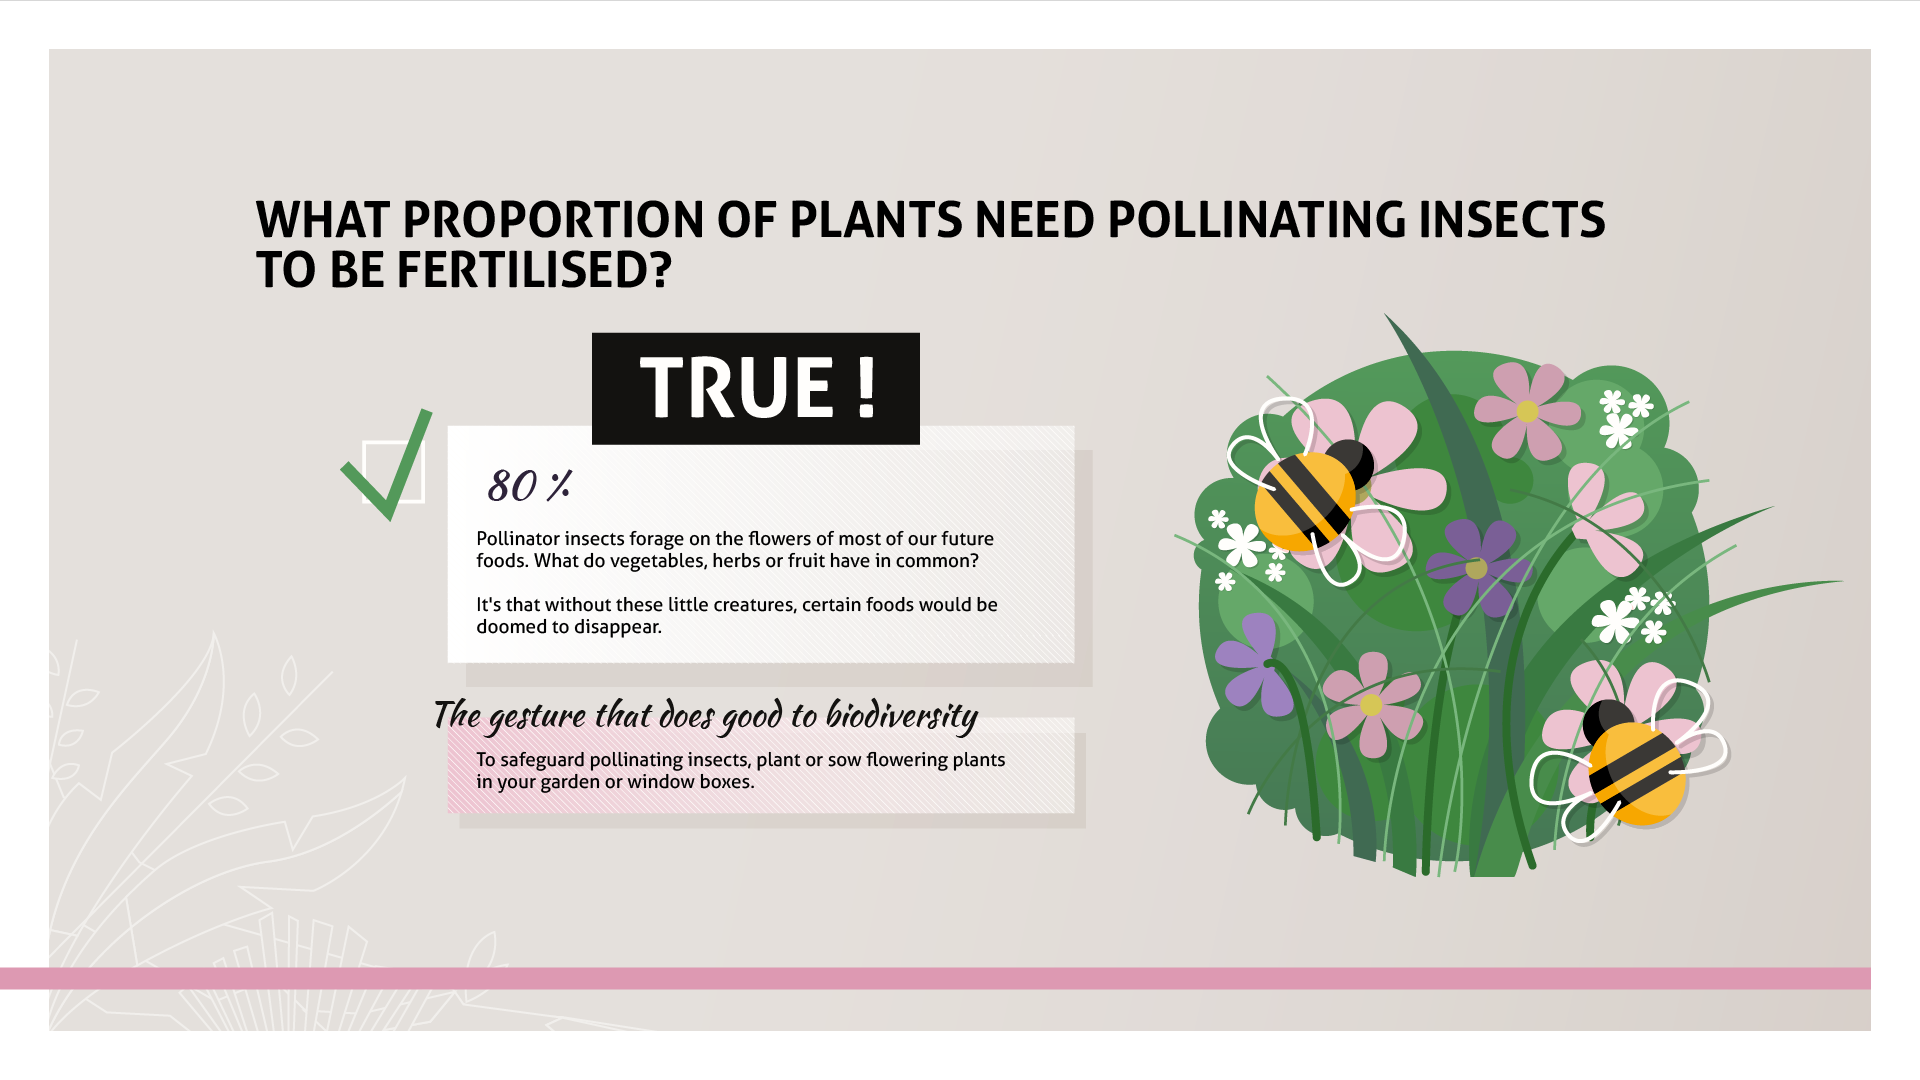 WHAT PROPORTION OF PLANTS NEED POLLINATING INSECTS
TO BE FERTILISED?
TRUE !
80 %
Pollinator insects forage on the flowers of most of our future
foods. What do vegetables, herbs or fruit have in common?
It's that without these little creatures, certain foods would be
doomed to disappear.
The gesture that does good to biodiversity
To safeguard pollinating insects, plant or sow flowering plants
in your garden or window boxes.